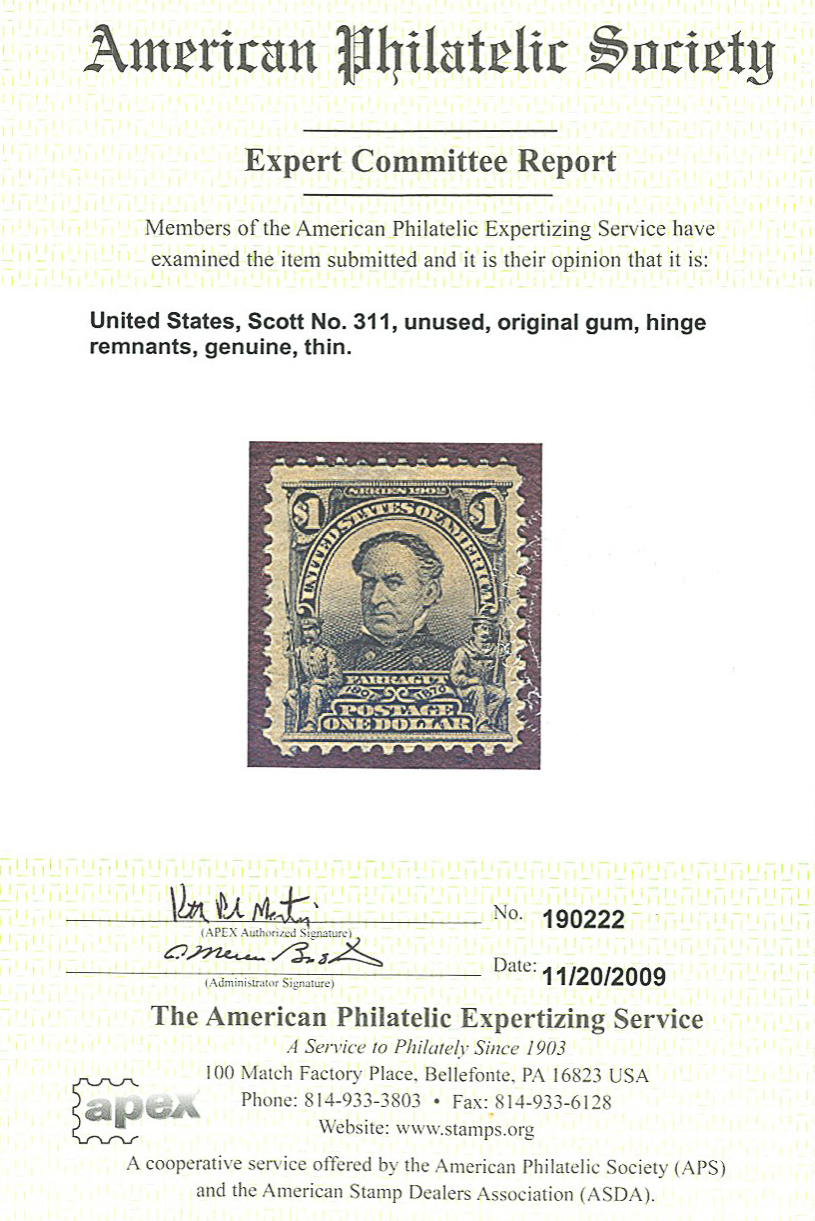 American Philatelic Society
Expert Committee Report
Members of the American Philatelic Expertizing Service have
examined the item submitted and it is their opinion that it is:
United States, Scott No. 311, unused, original gum, hinge
remnants, genuine, thin.
SERIES 1902
$1 $1
UNITED STATES OF AMERICA
FARRAGUT
1801 1870
POSTAGE
ONE DOLLAR
No. 190222
(APEX Authorized Signature)
Date: 11/20/2009
(Administrator Signature)
The American Philatelic Expertizing Service
A Service to Philately Since 1903
100 Match Factory Place, Bellefonte, PA 16823 USA
apex
Phone: 814-933-3803 • Fax: 814-933-6128
Website: www.stamps.org
A cooperative service offered by the American Philatelic Society (APS)
and the American Stamp Dealers Association (ASDA).